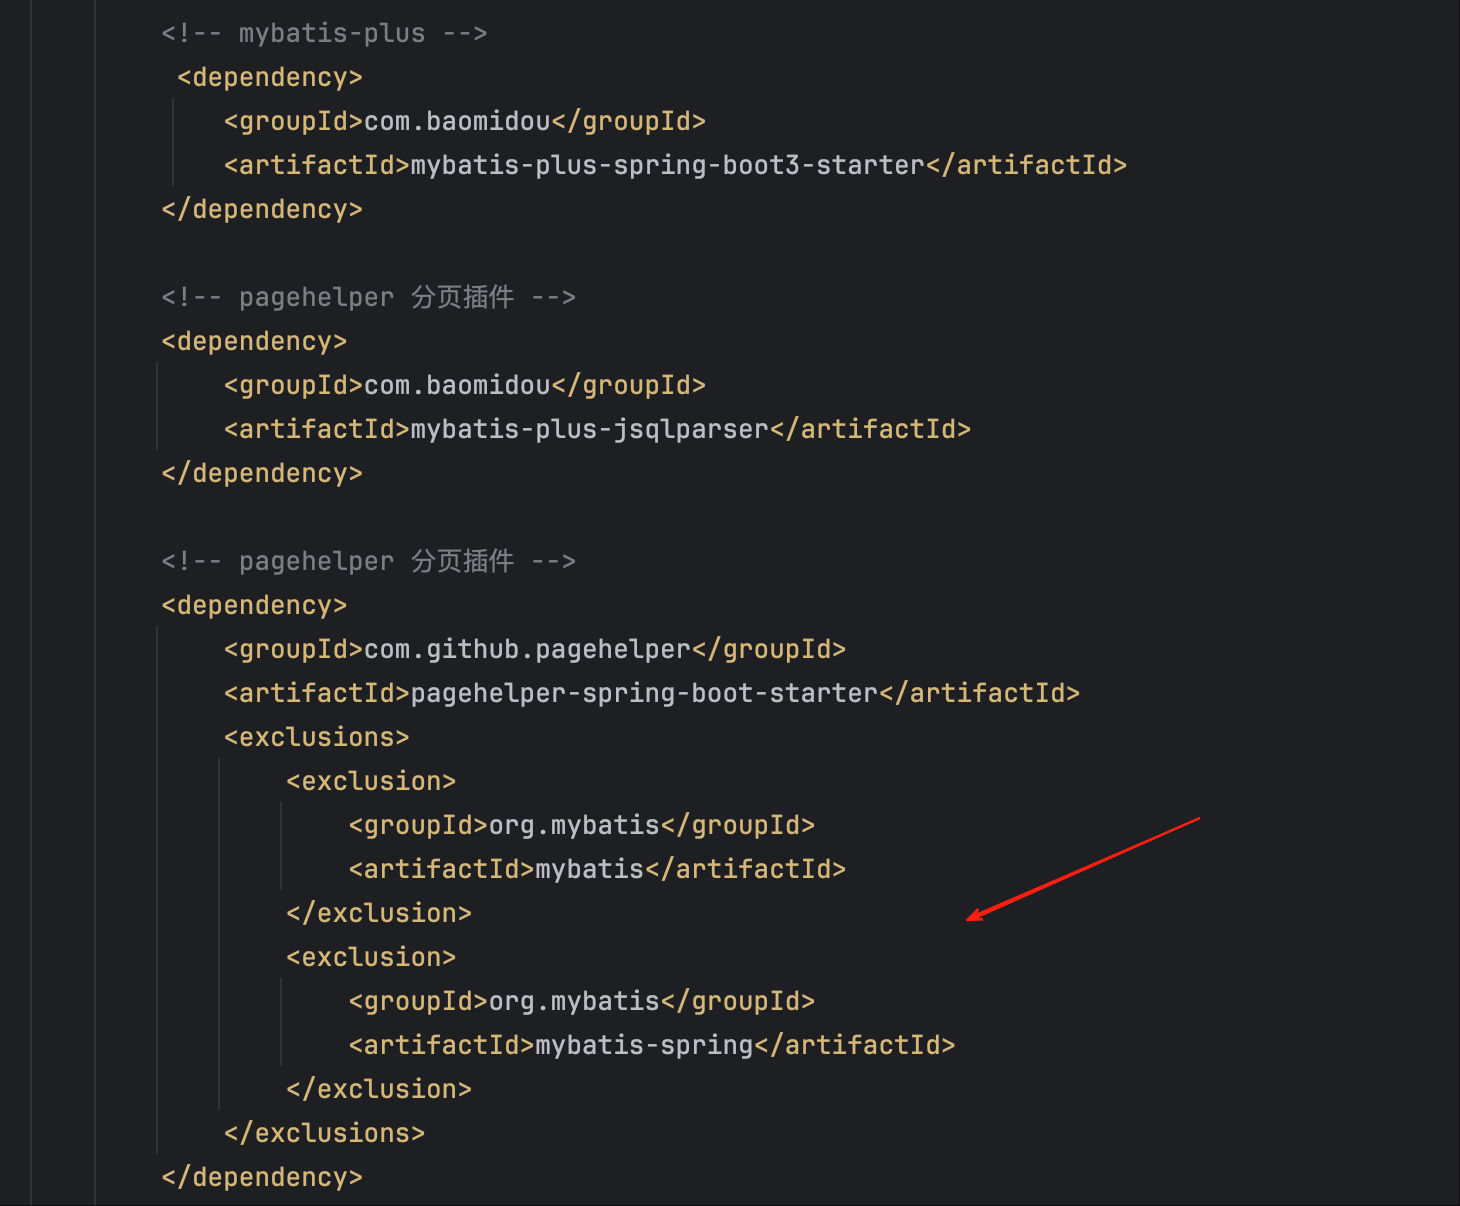 <!-- mybatis-plus -->
<dependency>
<groupId>com.baomidou</groupId>
<artifactId>mybatis-plus-spring-boot3-starter</artifactId>
</dependency>
<!-- pagehelper 分页插件 -->
<dependency>
<groupId>com.baomidou</groupId>
<artifactId>mybatis-plus-jsqlparser</artifactId>
</dependency>
<!-- pagehelper 分页插件 -->
<dependency>
<groupId>com.github.pagehelper</groupId>
<artifactId>pagehelper-spring-boot-starter</artifactId>
<exclusions>
<exclusion>
<groupId>org.mybatis</groupId>
<artifactId>mybatis</artifactId>
</exclusion>
<exclusion>
<groupId>org.mybatis</groupId>
<artifactId>mybatis-spring</artifactId>
</exclusion>
</exclusions>
</dependency>